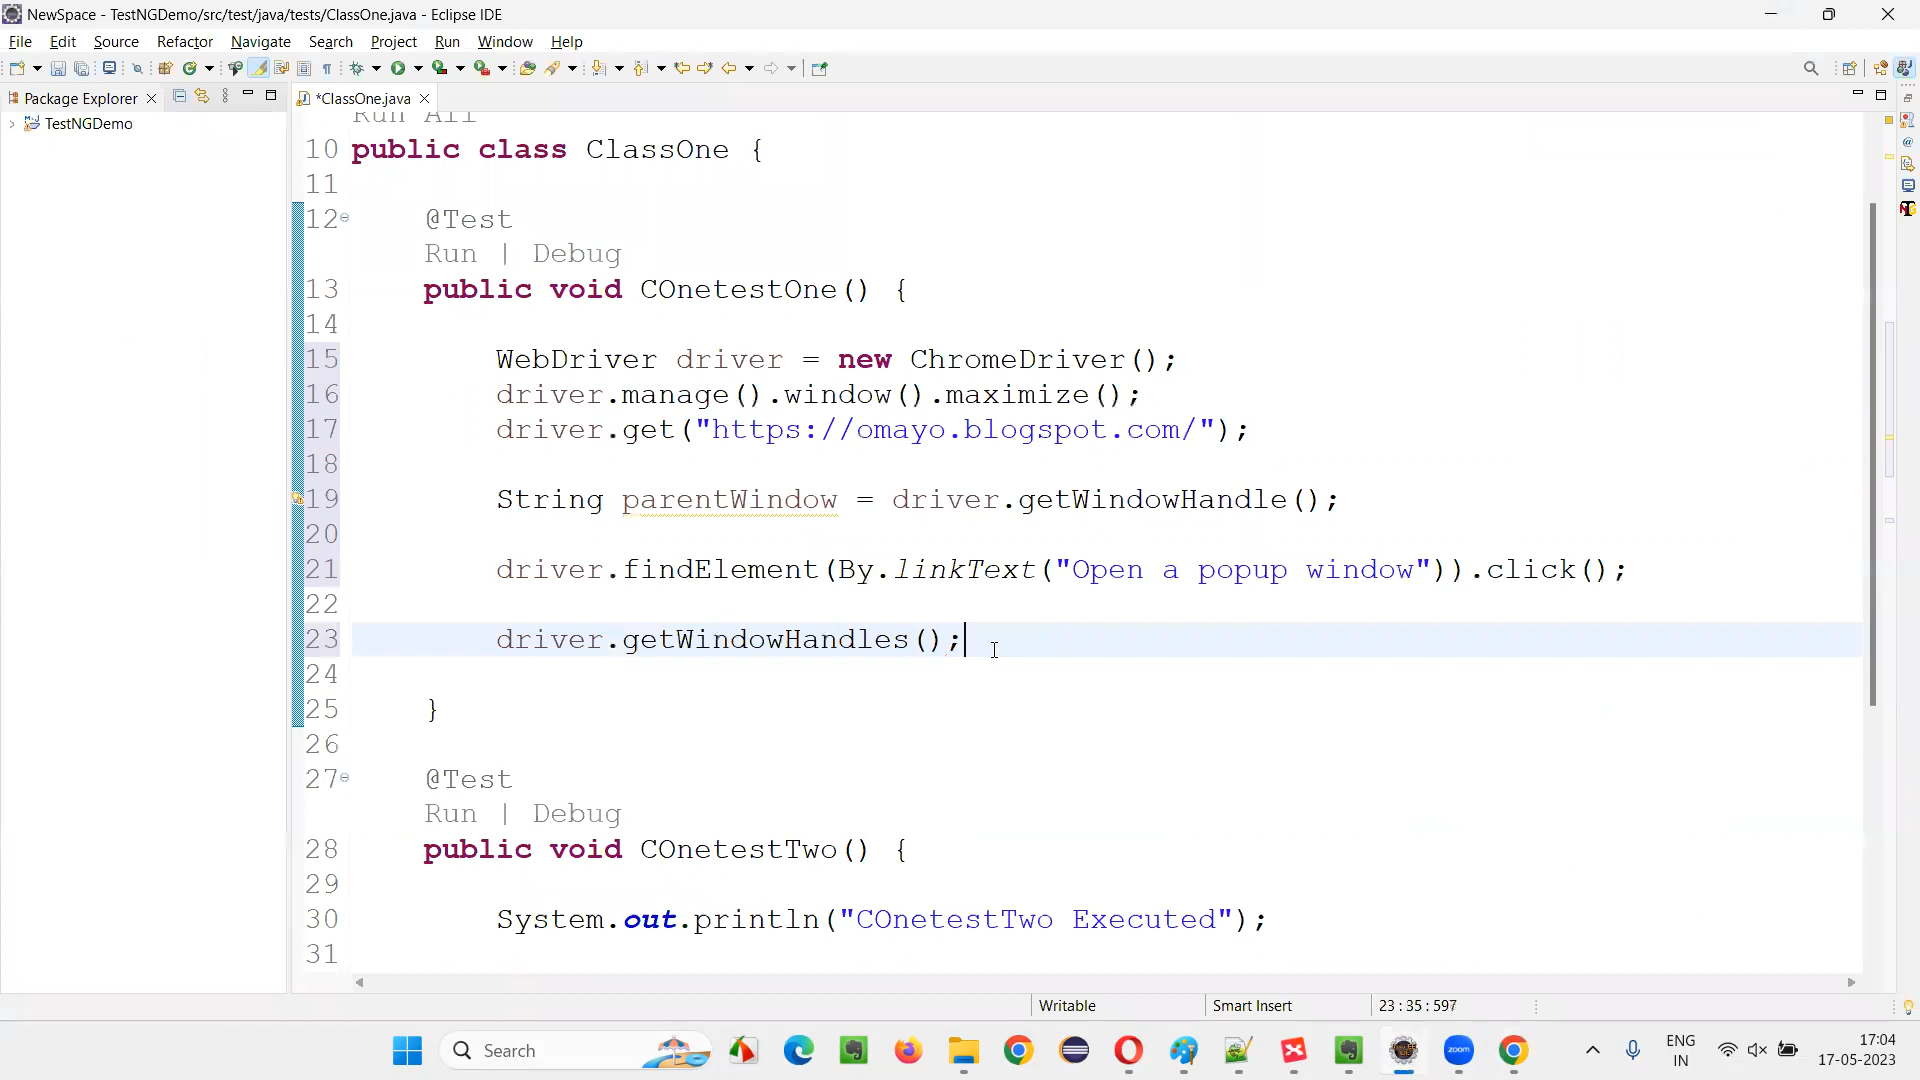 NewSpace - TestNGDemo/src/test/java/tests/ClassOne.java - Eclipse IDE
File Edit Source Refactor Navigate Search Project Run Window Help
Package Explorer
*ClassOne.java
TestNGDemo
Run All
10 public class ClassOne {
11
12 @Test
Run | Debug
13 public void COnetestOne() {
14
15 WebDriver driver = new ChromeDriver();
16 driver.manage().window().maximize();
17 driver.get("https://omayo.blogspot.com/");
18
19 String parentWindow = driver.getWindowHandle();
20
21 driver.findElement(By.linkText("Open a popup window")).click();
22
23 driver.getWindowHandles();
24
25 }
26
27 @Test
Run | Debug
28 public void COnetestTwo() {
29
30 System.out.println("COnetestTwo Executed");
31
Writable
Smart Insert
23 : 35 : 597
Search
zoom
ENG
IN
17:04
17-05-2023